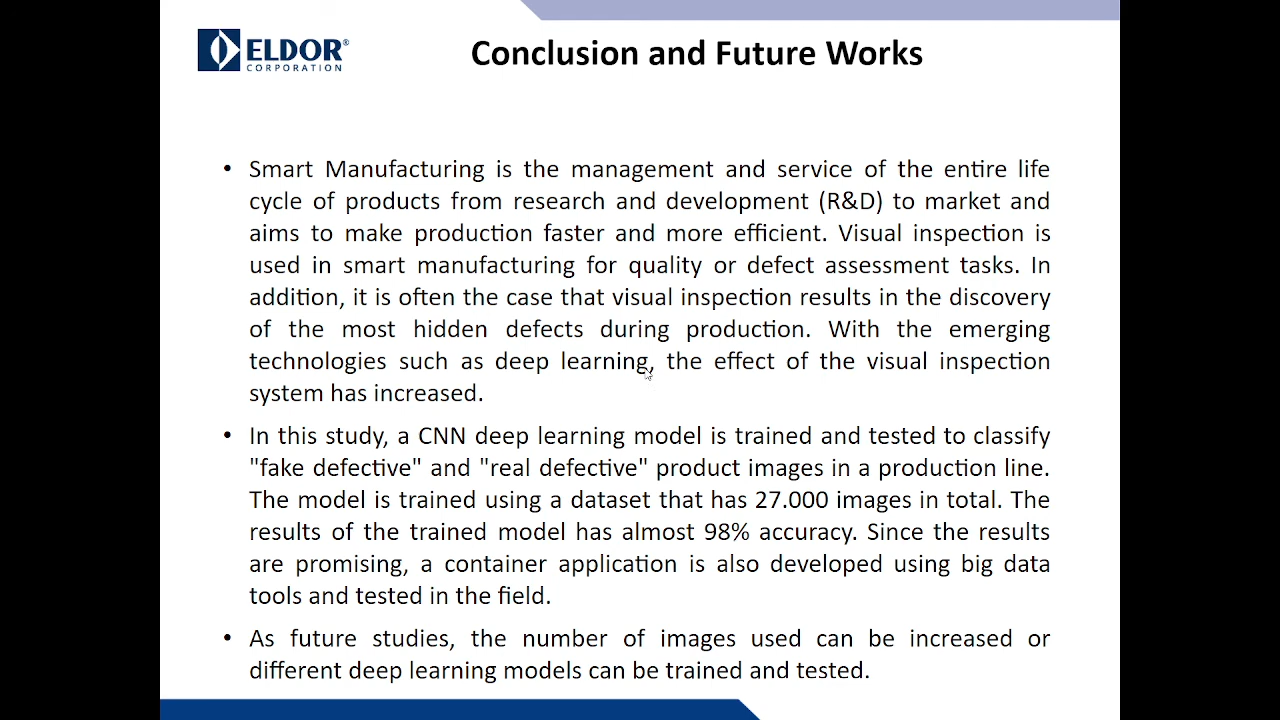 ELDOR®
CORPORATION
Conclusion and Future Works
• Smart Manufacturing is the management and service of the entire life
cycle of products from research and development (R&D) to market and
aims to make production faster and more efficient. Visual inspection is
used in smart manufacturing for quality or defect assessment tasks. In
addition, it is often the case that visual inspection results in the discovery
of the most hidden defects during production. With the emerging
technologies such as deep learning, the effect of the visual inspection
system has increased.
• In this study, a CNN deep learning model is trained and tested to classify
"fake defective" and "real defective" product images in a production line.
The model is trained using a dataset that has 27.000 images in total. The
results of the trained model has almost 98% accuracy. Since the results
are promising, a container application is also developed using big data
tools and tested in the field.
• As future studies, the number of images used can be increased or
different deep learning models can be trained and tested.